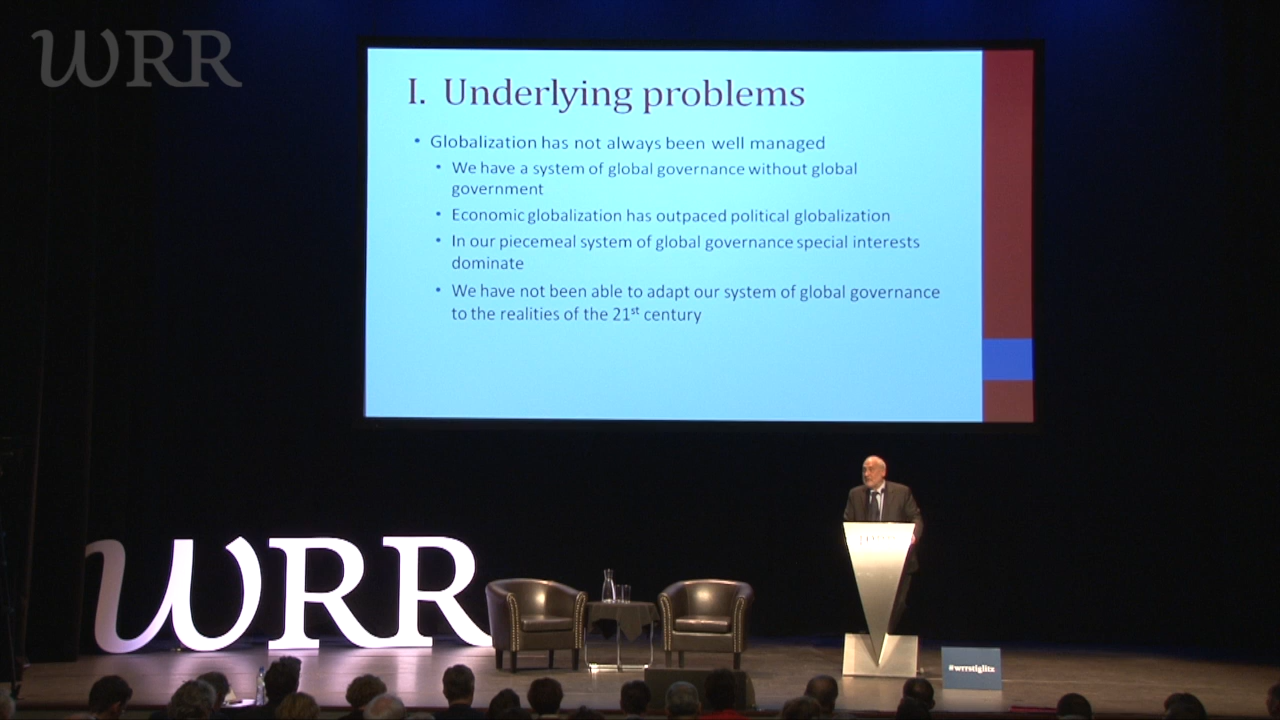 WRR
I. Underlying problems
• Globalization has not always been well managed
• We have a system of global governance without global
government
• Economic globalization has outpaced political globalization
• In our piecemeal system of global governance special interests
dominate
• We have not been able to adapt our system of global governance
to the realities of the 21st century
WRR
#wrrstiglitz